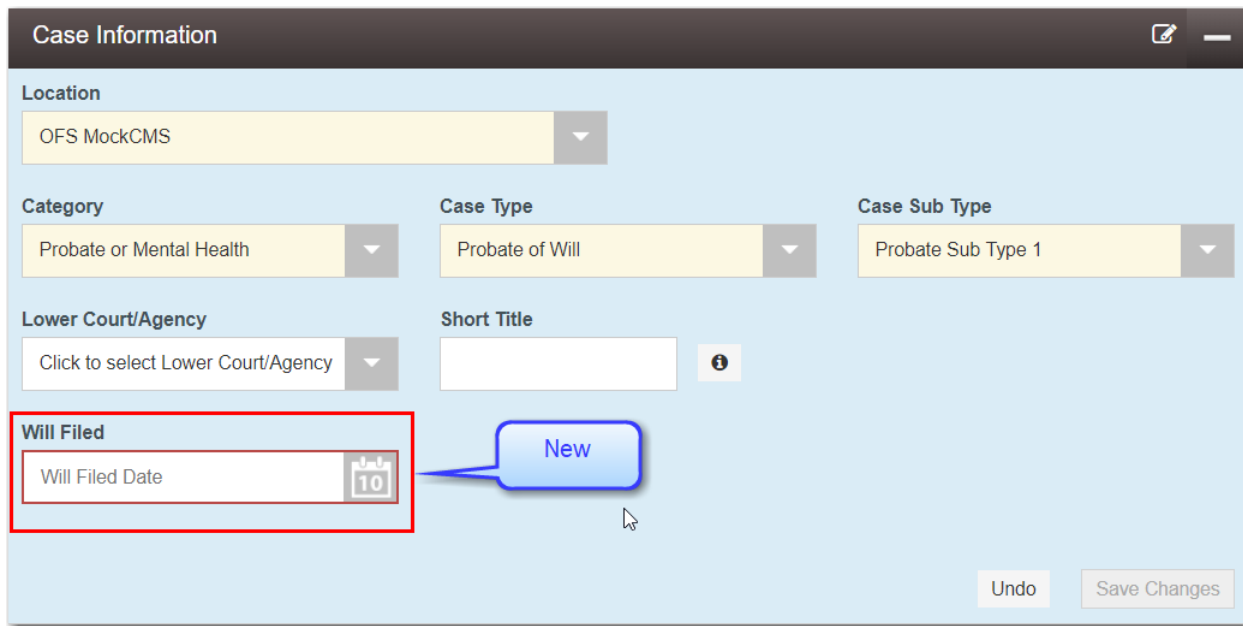 Case Information
Location
OFS MockCMS
Category
Case Type
Case Sub Type
Probate or Mental Health
Probate of Will
Probate Sub Type 1
Lower Court/Agency
Short Title
Click to select Lower Court/Agency
Will Filed
Will Filed Date
10
New
Undo
Save Changes